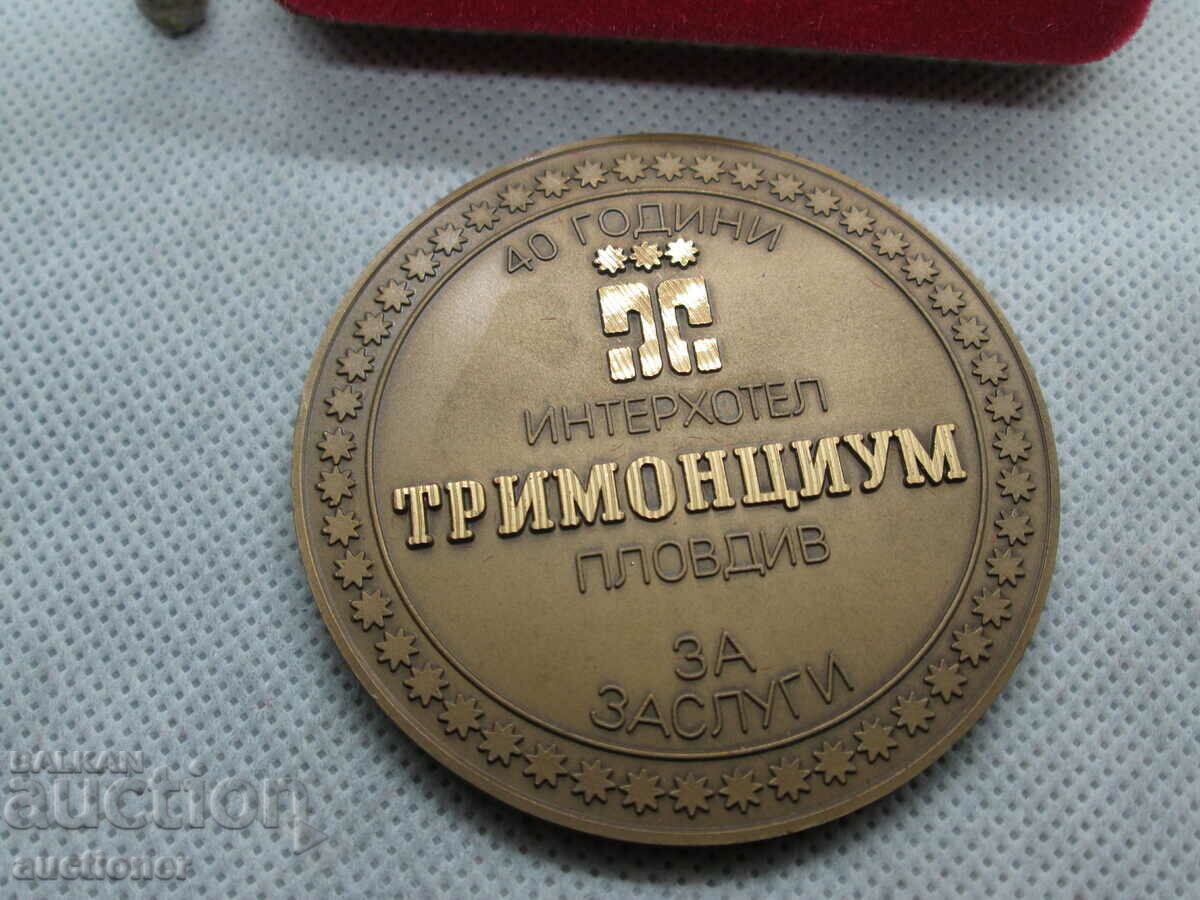 40 ГОДИНИ
ИНТЕРХОТЕЛ
ТРИМОНЦИУМ
ПЛОВДИВ
ЗА
ЗАСЛУГИ
BALKAN
auction
auctioner